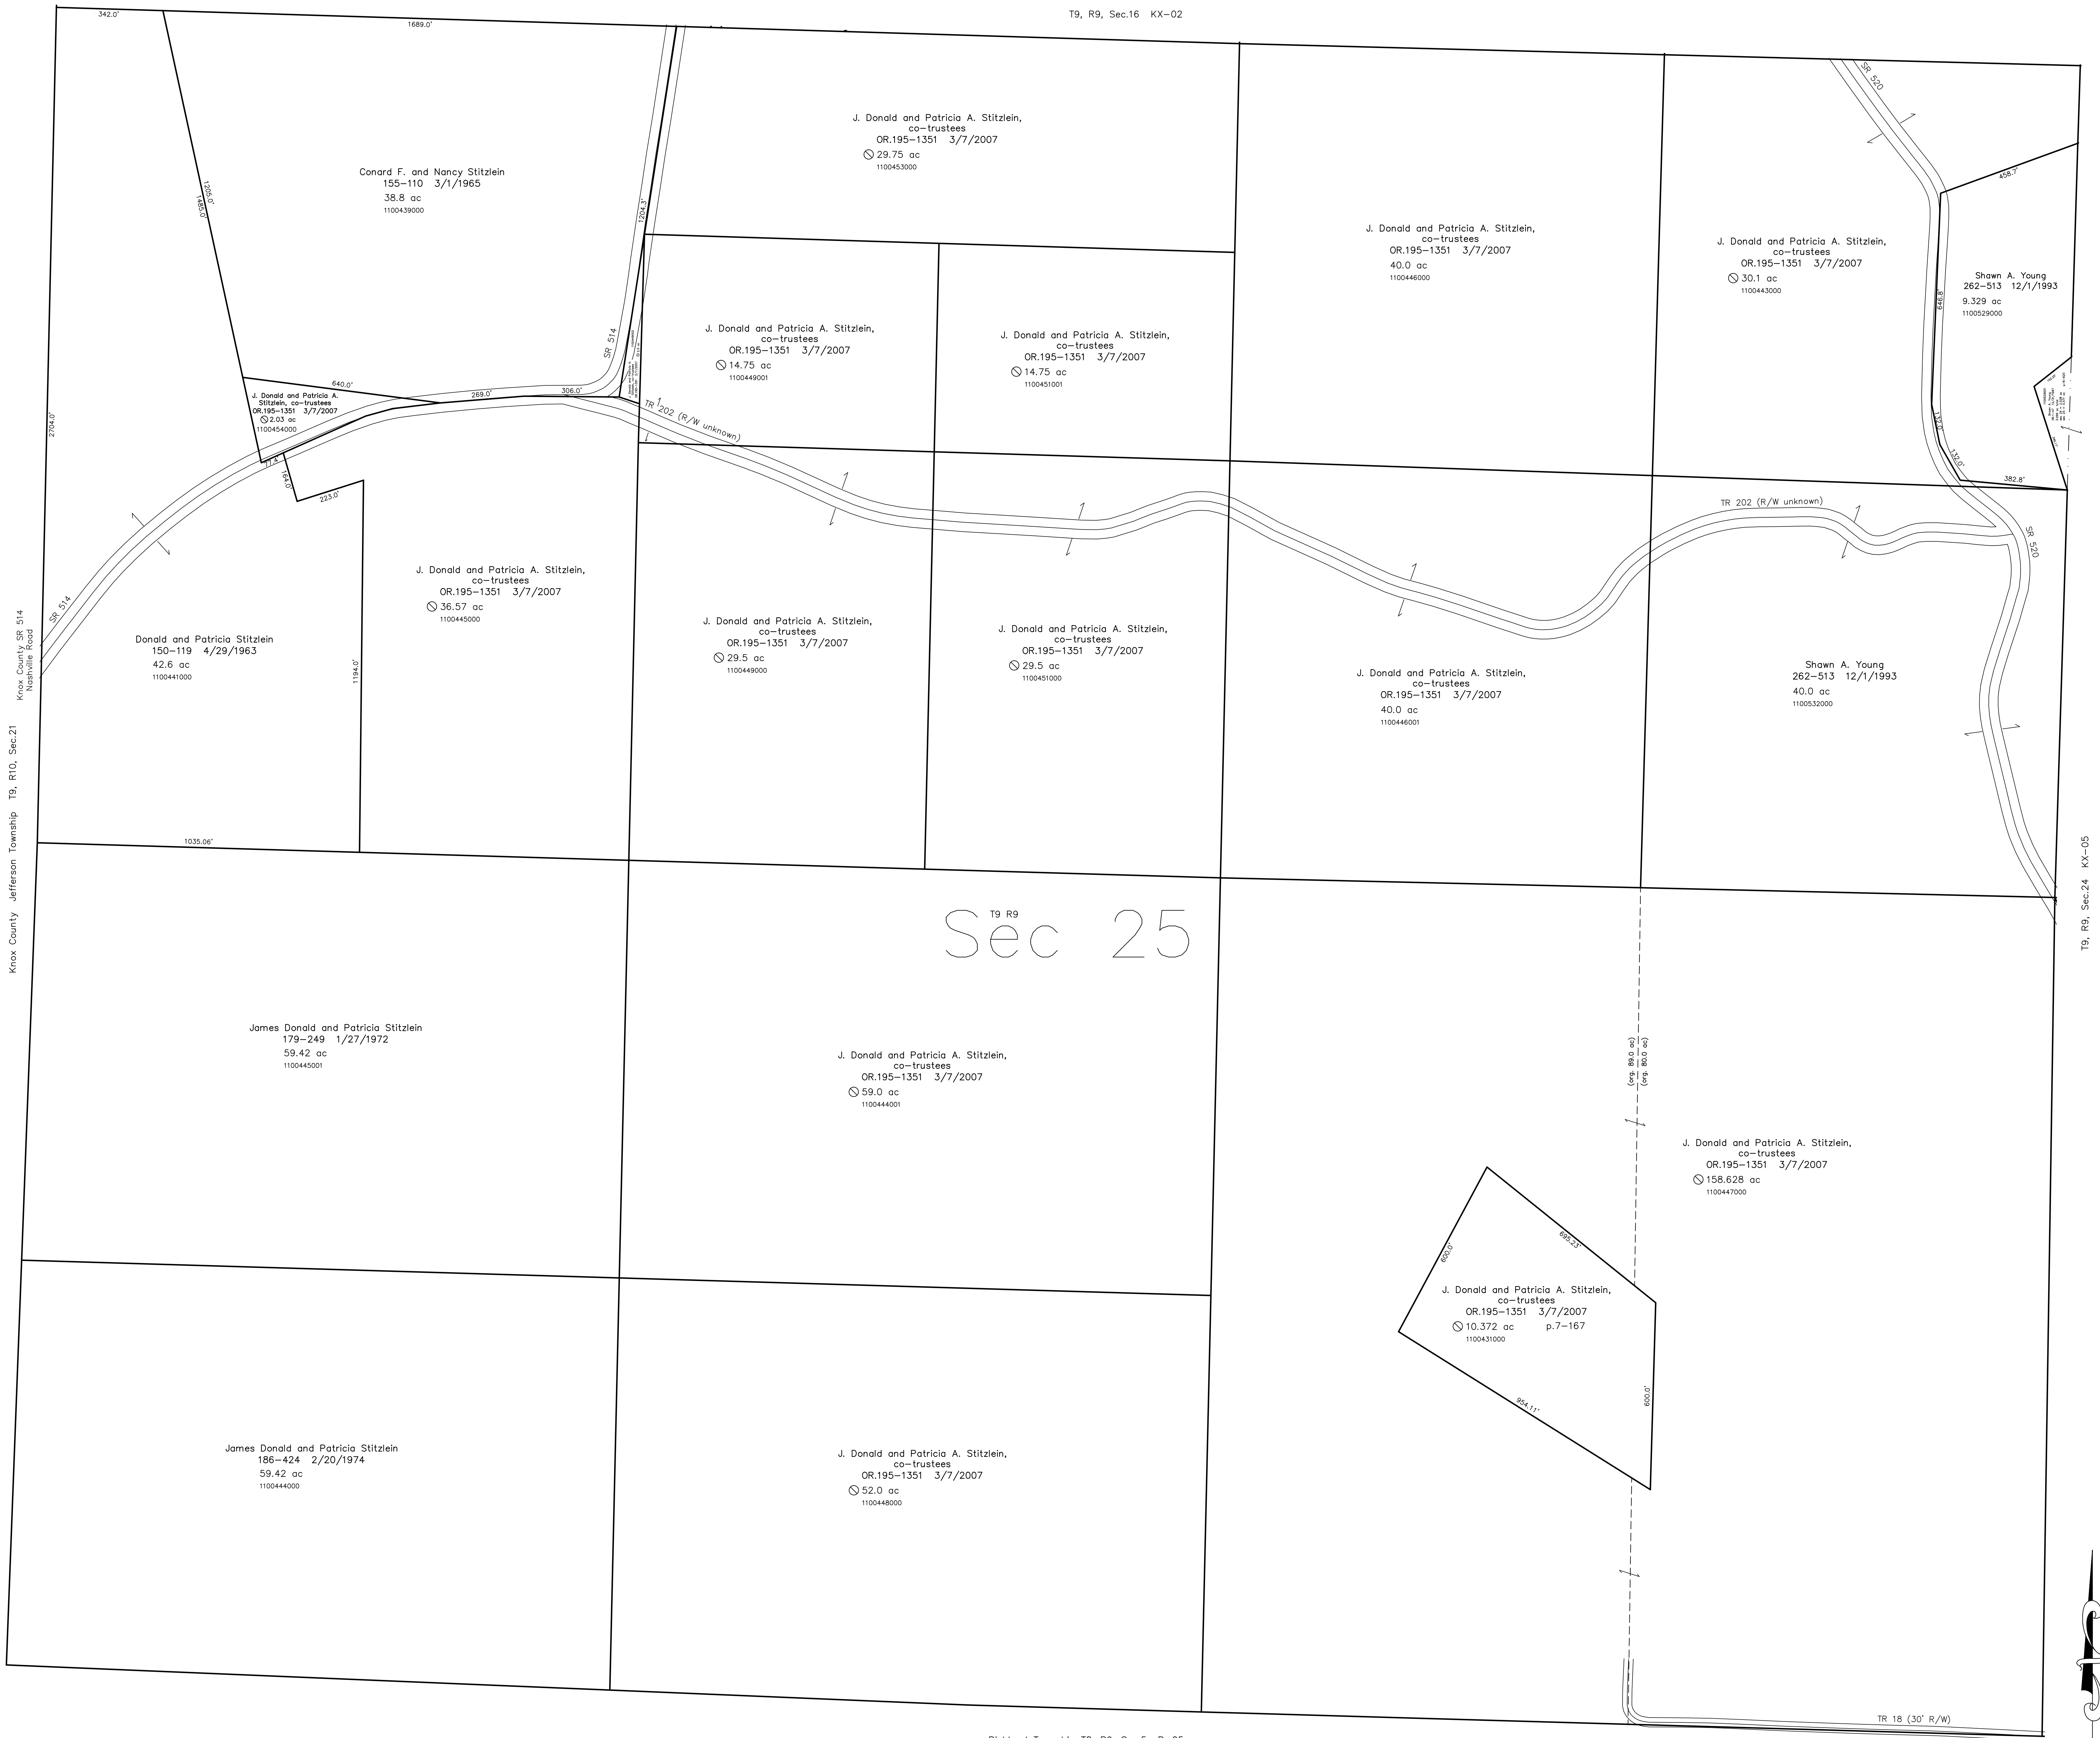 T9, R9, Sec.16 KX-02
342.0'
1689.0'
SR 520
Conard F. and Nancy Stitzlein
155-110 3/1/1965
38.8 ac
1100439000
1205.0'
1485.0'
1204.3'
SR 514
J. Donald and Patricia A. Stitzlein,
co-trustees
OR.195-1351 3/7/2007
29.75 ac
1100453000
J. Donald and Patricia A. Stitzlein,
co-trustees
OR.195-1351 3/7/2007
40.0 ac
1100446000
J. Donald and Patricia A. Stitzlein,
co-trustees
OR.195-1351 3/7/2007
30.1 ac
1100443000
458.7'
Shawn A. Young
262-513 12/1/1993
9.329 ac
1100529000
646.8'
132.0'
132.0'
382.8'
J. Donald and Patricia A. Stitzlein,
co-trustees
OR.195-1351 3/7/2007
14.75 ac
1100449001
J. Donald and Patricia A. Stitzlein,
co-trustees
OR.195-1351 3/7/2007
14.75 ac
1100451001
640.0'
269.0'
306.0'
J. Donald and Patricia A.
Stitzlein, co-trustees
OR.195-1351 3/7/2007
2.03 ac
1100454000
77.4'
164.0'
223.0'
TR 202 (R/W unknown)
TR 202 (R/W unknown)
SR 520
2704.0'
SR 514
Knox County SR 514
Nashville Road
Donald and Patricia Stitzlein
150-119 4/29/1963
42.6 ac
1100441000
1194.0'
J. Donald and Patricia A. Stitzlein,
co-trustees
OR.195-1351 3/7/2007
36.57 ac
1100445000
J. Donald and Patricia A. Stitzlein,
co-trustees
OR.195-1351 3/7/2007
29.5 ac
1100449000
J. Donald and Patricia A. Stitzlein,
co-trustees
OR.195-1351 3/7/2007
29.5 ac
1100451000
J. Donald and Patricia A. Stitzlein,
co-trustees
OR.195-1351 3/7/2007
40.0 ac
1100446001
Shawn A. Young
262-513 12/1/1993
40.0 ac
1100532000
1035.06'
Knox County Jefferson Township T9, R10, Sec.21
T9, R9, Sec.24 KX-05
T9 R9
Sec 25
James Donald and Patricia Stitzlein
179-249 1/27/1972
59.42 ac
1100445001
J. Donald and Patricia A. Stitzlein,
co-trustees
OR.195-1351 3/7/2007
59.0 ac
1100444001
(org. 89.0 ac)
(org. 80.0 ac)
J. Donald and Patricia A. Stitzlein,
co-trustees
OR.195-1351 3/7/2007
158.628 ac
1100447000
600.0'
695.23'
J. Donald and Patricia A. Stitzlein,
co-trustees
OR.195-1351 3/7/2007
10.372 ac p.7-167
1100431000
954.11'
600.0'
James Donald and Patricia Stitzlein
186-424 2/20/1974
59.42 ac
1100444000
J. Donald and Patricia A. Stitzlein,
co-trustees
OR.195-1351 3/7/2007
52.0 ac
1100448000
TR 18 (30' R/W)